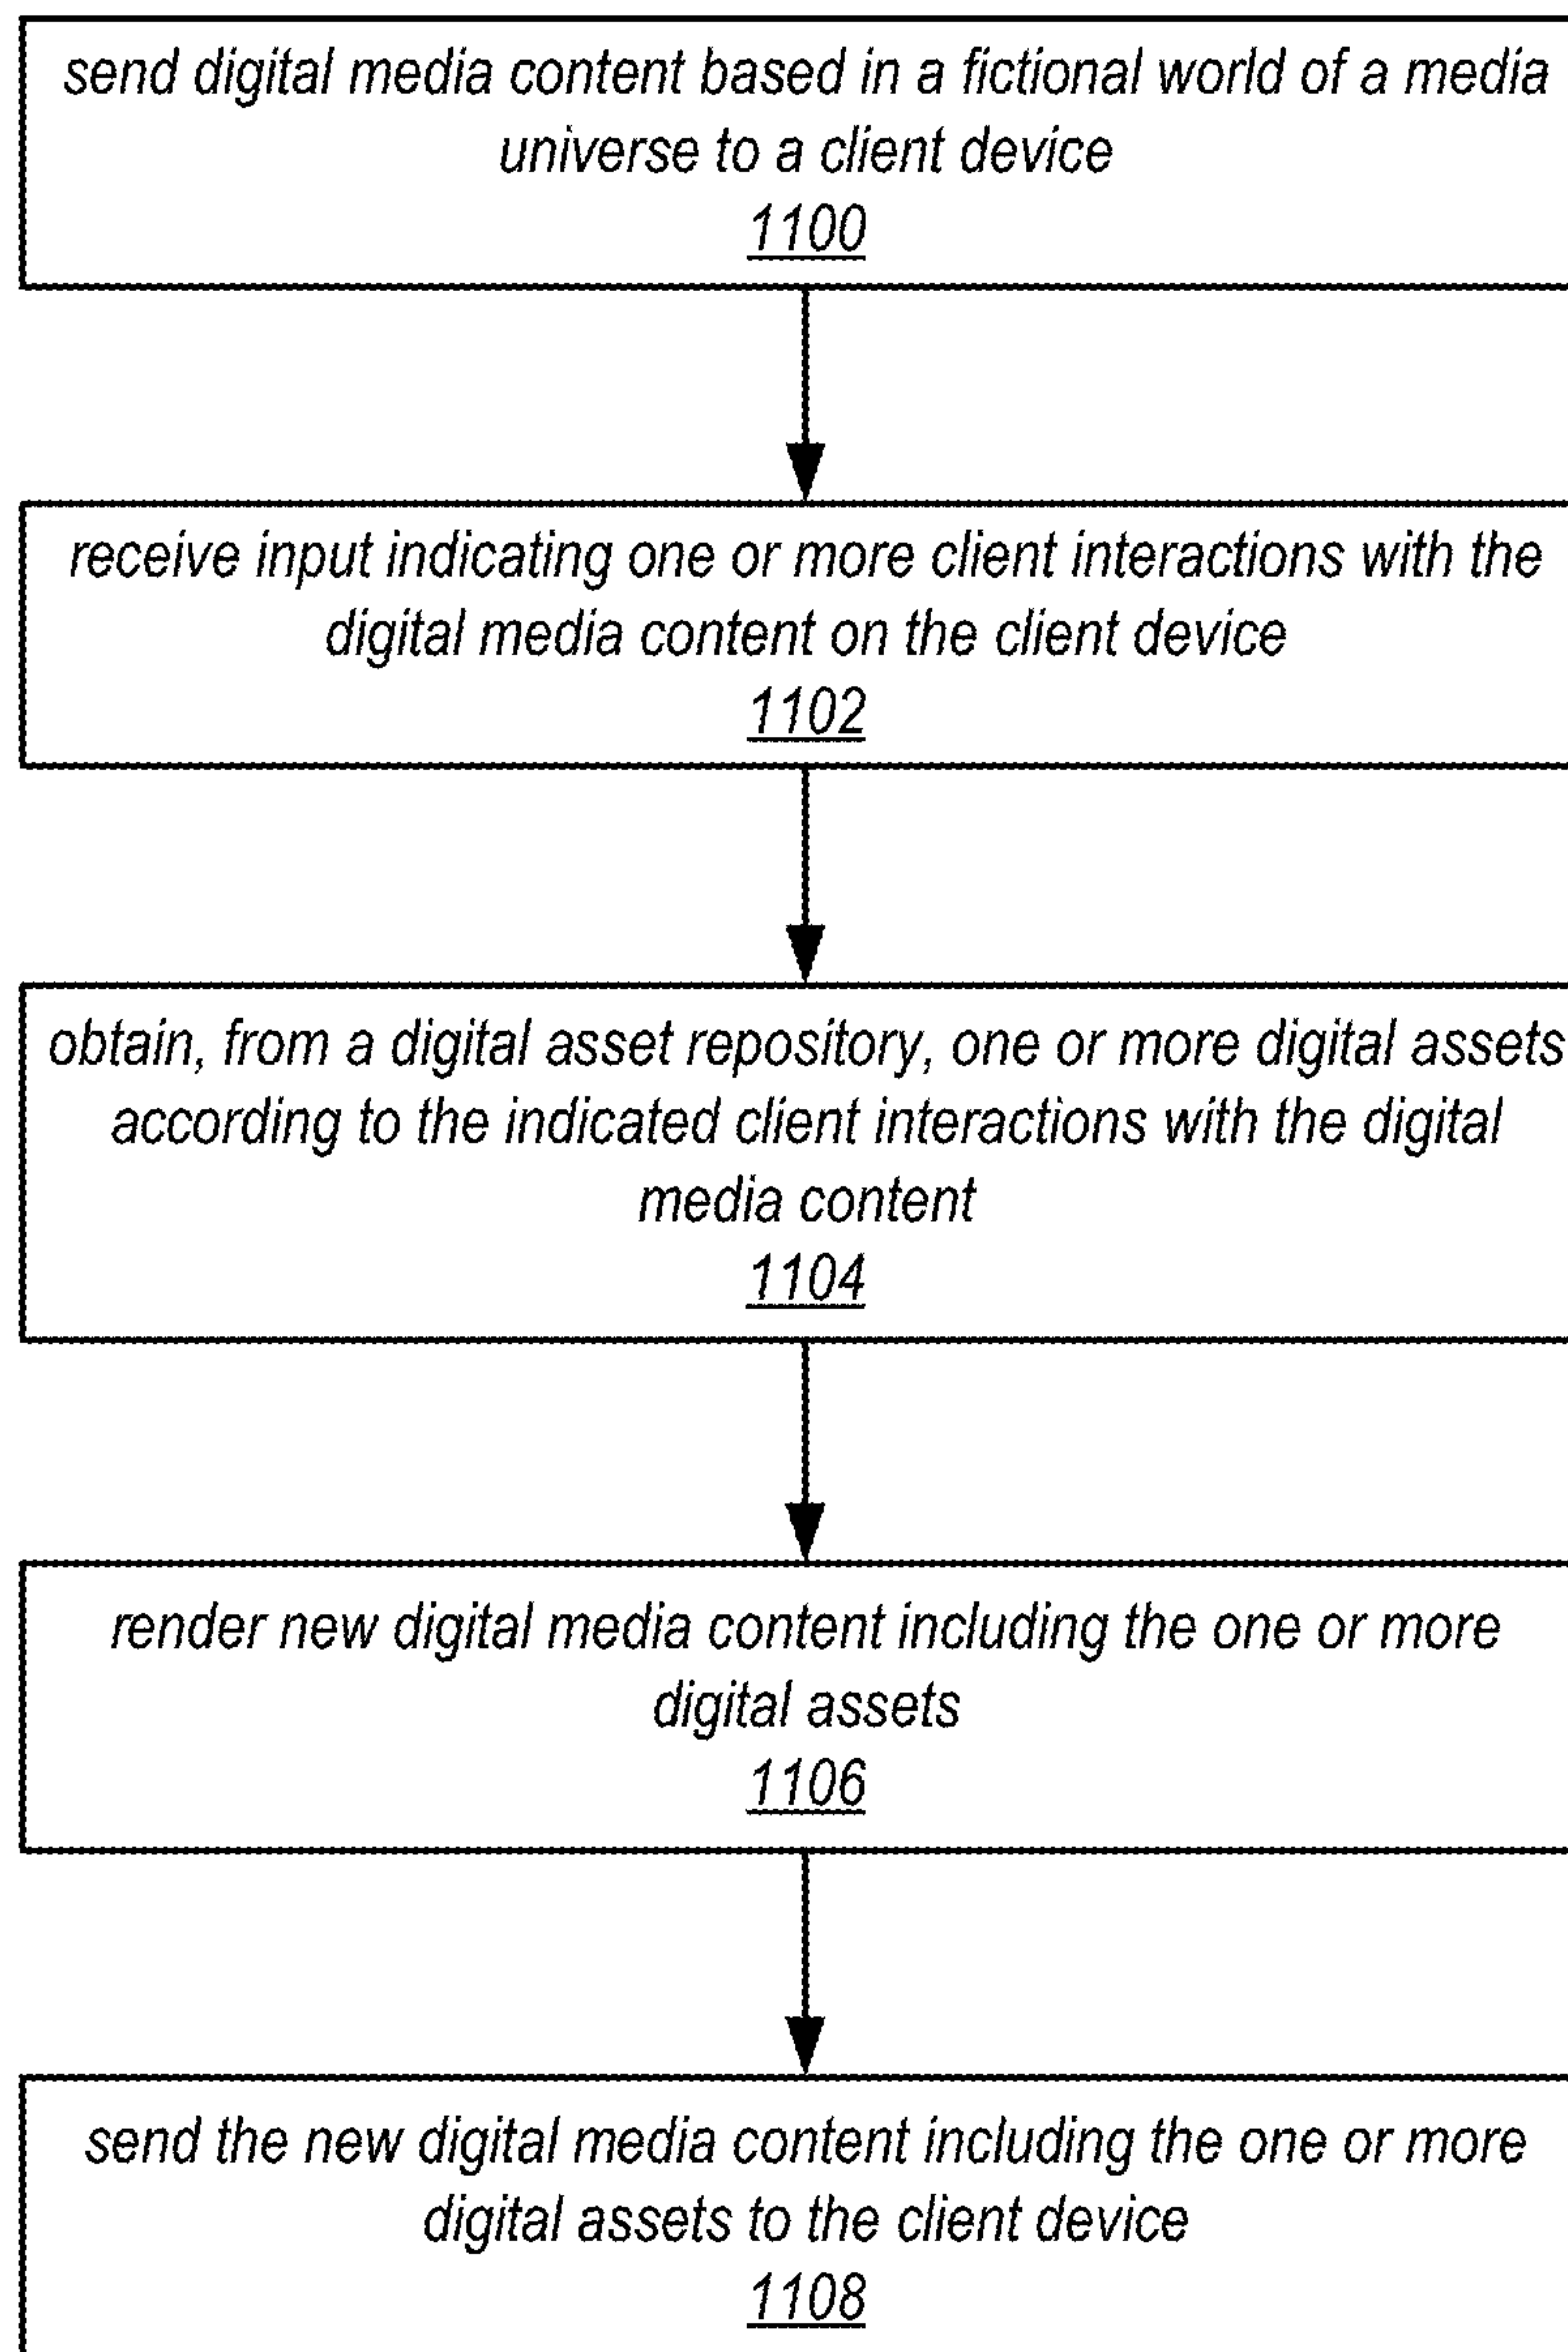 send digital media content based in a fictional world of a media
universe to a client device
1100
receive input indicating one or more client interactions with the
digital media content on the client device
1102
obtain, from a digital asset repository, one or more digital assets
according to the indicated client interactions with the digital
media content
1104
render new digital media content including the one or more
digital assets
1106
send the new digital media content including the one or more
digital assets to the client device
1108